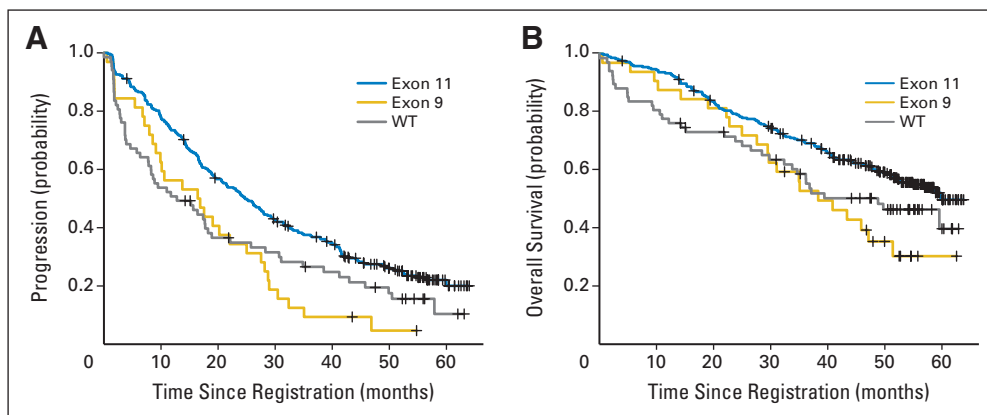 A
Progression (probability)
1.0
0.8
0.6
0.4
0.2
0
10
20
30
40
50
60
Time Since Registration (months)
Exon 11
Exon 9
WT
B
Overall Survival (probability)
1.0
0.8
0.6
0.4
0.2
0
10
20
30
40
50
60
Time Since Registration (months)
Exon 11
Exon 9
WT